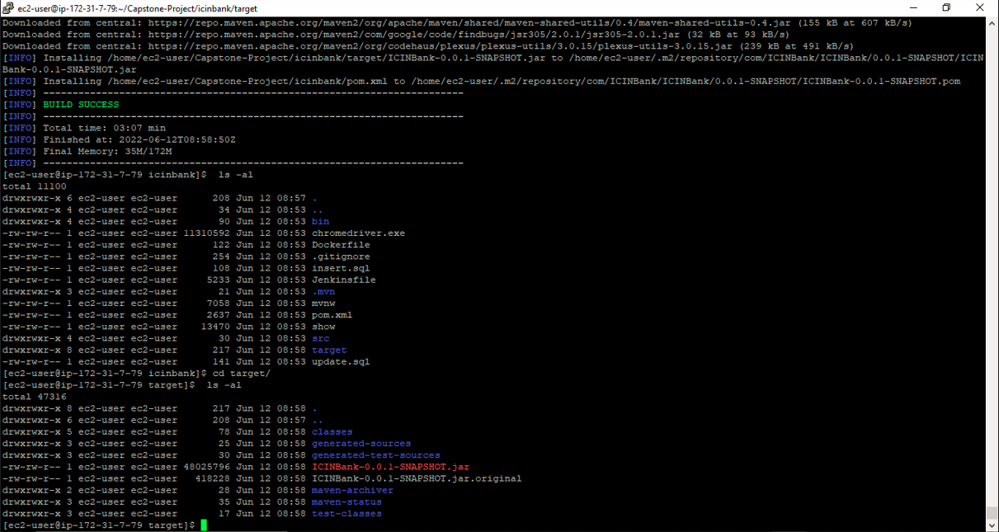 ec2-user@ip-172-31-7-79:~/Capstone-Project/icinbank/target
Downloaded from central: https://repo.maven.apache.org/maven2/org/apache/maven/shared/maven-shared-utils/0.4/maven-shared-utils-0.4.jar (155 kB at 607 kB/s)
Downloaded from central: https://repo.maven.apache.org/maven2/com/google/code/findbugs/jsr305/2.0.1/jsr305-2.0.1.jar (32 kB at 93 kB/s)
Downloaded from central: https://repo.maven.apache.org/maven2/org/codehaus/plexus/plexus-utils/3.0.15/plexus-utils-3.0.15.jar (239 kB at 491 kB/s)
[INFO] Installing /home/ec2-user/Capstone-Project/icinbank/target/ICINBank-0.0.1-SNAPSHOT.jar to /home/ec2-user/.m2/repository/com/ICINBank/ICINBank/0.0.1-SNAPSHOT/ICIN
Bank-0.0.1-SNAPSHOT.jar
[INFO] Installing /home/ec2-user/Capstone-Project/icinbank/pom.xml to /home/ec2-user/.m2/repository/com/ICINBank/ICINBank/0.0.1-SNAPSHOT/ICINBank-0.0.1-SNAPSHOT.pom
[INFO] ------------------------------------------------------------------------
[INFO] BUILD SUCCESS
[INFO] ------------------------------------------------------------------------
[INFO] Total time: 03:07 min
[INFO] Finished at: 2022-06-12T08:58:50Z
[INFO] Final Memory: 35M/172M
[INFO] ------------------------------------------------------------------------
[ec2-user@ip-172-31-7-79 icinbank]$  ls -al
total 11100
drwxrwxr-x 6 ec2-user ec2-user      208 Jun 12 08:57 .
drwxrwxr-x 4 ec2-user ec2-user       34 Jun 12 08:53 ..
drwxrwxr-x 4 ec2-user ec2-user       90 Jun 12 08:53 bin
-rw-rw-r-- 1 ec2-user ec2-user 11310592 Jun 12 08:53 chromedriver.exe
-rw-rw-r-- 1 ec2-user ec2-user      122 Jun 12 08:53 Dockerfile
-rw-rw-r-- 1 ec2-user ec2-user      254 Jun 12 08:53 .gitignore
-rw-rw-r-- 1 ec2-user ec2-user      108 Jun 12 08:53 insert.sql
-rw-rw-r-- 1 ec2-user ec2-user     5233 Jun 12 08:53 Jenkinsfile
drwxrwxr-x 3 ec2-user ec2-user       21 Jun 12 08:53 .mvn
-rw-rw-r-- 1 ec2-user ec2-user     7058 Jun 12 08:53 mvnw
-rw-rw-r-- 1 ec2-user ec2-user     2637 Jun 12 08:53 pom.xml
-rw-rw-r-- 1 ec2-user ec2-user    13470 Jun 12 08:53 show
drwxrwxr-x 4 ec2-user ec2-user       30 Jun 12 08:53 src
drwxrwxr-x 8 ec2-user ec2-user      217 Jun 12 08:58 target
-rw-rw-r-- 1 ec2-user ec2-user      141 Jun 12 08:53 update.sql
[ec2-user@ip-172-31-7-79 icinbank]$ cd target/
[ec2-user@ip-172-31-7-79 target]$  ls -al
total 47316
drwxrwxr-x 8 ec2-user ec2-user      217 Jun 12 08:58 .
drwxrwxr-x 6 ec2-user ec2-user      208 Jun 12 08:57 ..
drwxrwxr-x 5 ec2-user ec2-user       78 Jun 12 08:58 classes
drwxrwxr-x 3 ec2-user ec2-user       25 Jun 12 08:58 generated-sources
drwxrwxr-x 3 ec2-user ec2-user       30 Jun 12 08:58 generated-test-sources
-rw-rw-r-- 1 ec2-user ec2-user 48025796 Jun 12 08:58 ICINBank-0.0.1-SNAPSHOT.jar
-rw-rw-r-- 1 ec2-user ec2-user   418228 Jun 12 08:58 ICINBank-0.0.1-SNAPSHOT.jar.original
drwxrwxr-x 2 ec2-user ec2-user       28 Jun 12 08:58 maven-archiver
drwxrwxr-x 3 ec2-user ec2-user       35 Jun 12 08:58 maven-status
drwxrwxr-x 3 ec2-user ec2-user       17 Jun 12 08:58 test-classes
[ec2-user@ip-172-31-7-79 target]$